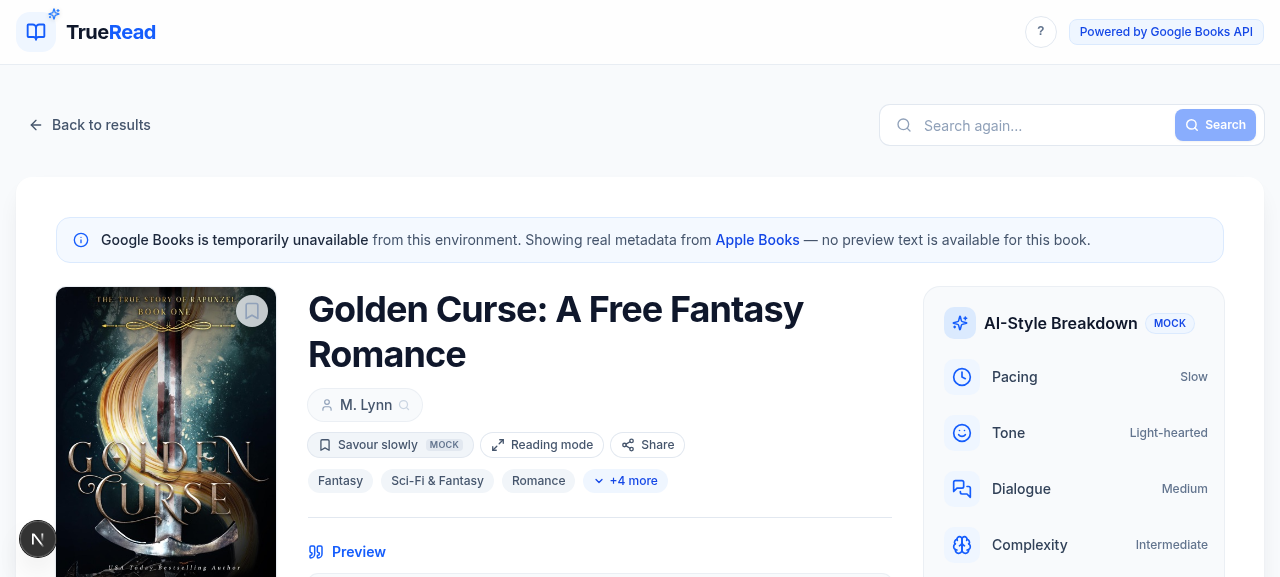 TrueRead
?
Powered by Google Books API
Back to results
Search again...
Search
Google Books is temporarily unavailable from this environment. Showing real metadata from Apple Books — no preview text is available for this book.
THE TRUE STORY OF RAPUNZEL
BOOK ONE
GOLDEN
CURSE
USA Today Bestselling Author
Golden Curse: A Free Fantasy
Romance
M. Lynn
Savour slowly MOCK
Reading mode
Share
Fantasy
Sci-Fi & Fantasy
Romance
+4 more
Preview
AI-Style Breakdown MOCK
Pacing Slow
Tone Light-hearted
Dialogue Medium
Complexity Intermediate
N